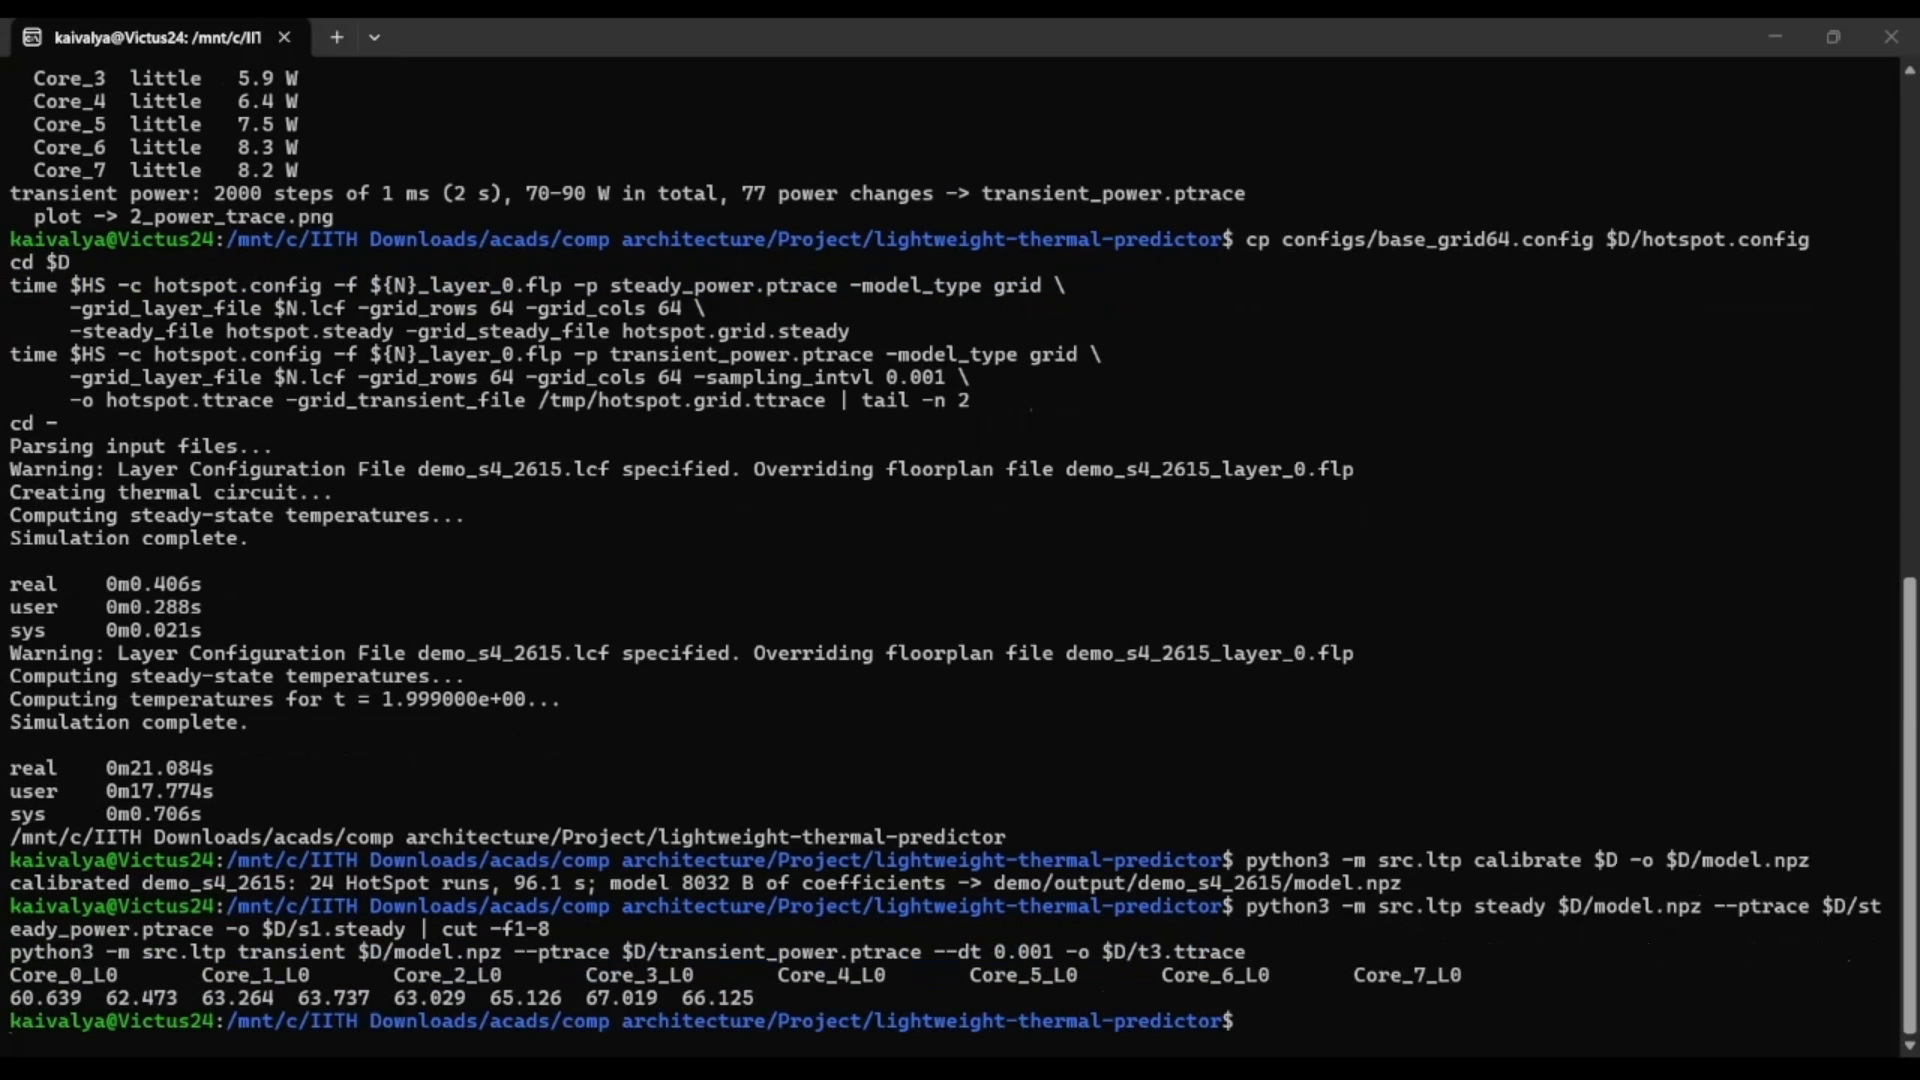 kaivalya@Victus24: /mnt/c/IIT
Core_3 little 5.9 W
Core_4 little 6.4 W
Core_5 little 7.5 W
Core_6 little 8.3 W
Core_7 little 8.2 W
transient power: 2000 steps of 1 ms (2 s), 70-90 W in total, 77 power changes -> transient_power.ptrace
plot -> 2_power_trace.png
kaivalya@Victus24:/mnt/c/IITH Downloads/acads/comp architecture/Project/lightweight-thermal-predictor$ cp configs/base_grid64.config $D/hotspot.config
cd $D
time $HS -c hotspot.config -f ${N}_layer_0.flp -p steady_power.ptrace -model_type grid \
-grid_layer_file $N.lcf -grid_rows 64 -grid_cols 64 \
-steady_file hotspot.steady -grid_steady_file hotspot.grid.steady
time $HS -c hotspot.config -f ${N}_layer_0.flp -p transient_power.ptrace -model_type grid \
-grid_layer_file $N.lcf -grid_rows 64 -grid_cols 64 -sampling_intvl 0.001 \
-o hotspot.ttrace -grid_transient_file /tmp/hotspot.grid.ttrace | tail -n 2
cd -
Parsing input files...
Warning: Layer Configuration File demo_s4_2615.lcf specified. Overriding floorplan file demo_s4_2615_layer_0.flp
Creating thermal circuit...
Computing steady-state temperatures...
Simulation complete.
real 0m0.406s
user 0m0.288s
sys 0m0.021s
Warning: Layer Configuration File demo_s4_2615.lcf specified. Overriding floorplan file demo_s4_2615_layer_0.flp
Computing steady-state temperatures...
Computing temperatures for t = 1.999000e+00...
Simulation complete.
real 0m21.084s
user 0m17.774s
sys 0m0.706s
/mnt/c/IITH Downloads/acads/comp architecture/Project/lightweight-thermal-predictor
kaivalya@Victus24:/mnt/c/IITH Downloads/acads/comp architecture/Project/lightweight-thermal-predictor$ python3 -m src.ltp calibrate $D -o $D/model.npz
calibrated demo_s4_2615: 24 HotSpot runs, 96.1 s; model 8032 B of coefficients -> demo/output/demo_s4_2615/model.npz
kaivalya@Victus24:/mnt/c/IITH Downloads/acads/comp architecture/Project/lightweight-thermal-predictor$ python3 -m src.ltp steady $D/model.npz --ptrace $D/st
eady_power.ptrace -o $D/s1.steady | cut -f1-8
python3 -m src.ltp transient $D/model.npz --ptrace $D/transient_power.ptrace --dt 0.001 -o $D/t3.ttrace
Core_0_L0 Core_1_L0 Core_2_L0 Core_3_L0 Core_4_L0 Core_5_L0 Core_6_L0 Core_7_L0
60.639 62.473 63.264 63.737 63.029 65.126 67.019 66.125
kaivalya@Victus24:/mnt/c/IITH Downloads/acads/comp architecture/Project/lightweight-thermal-predictor$